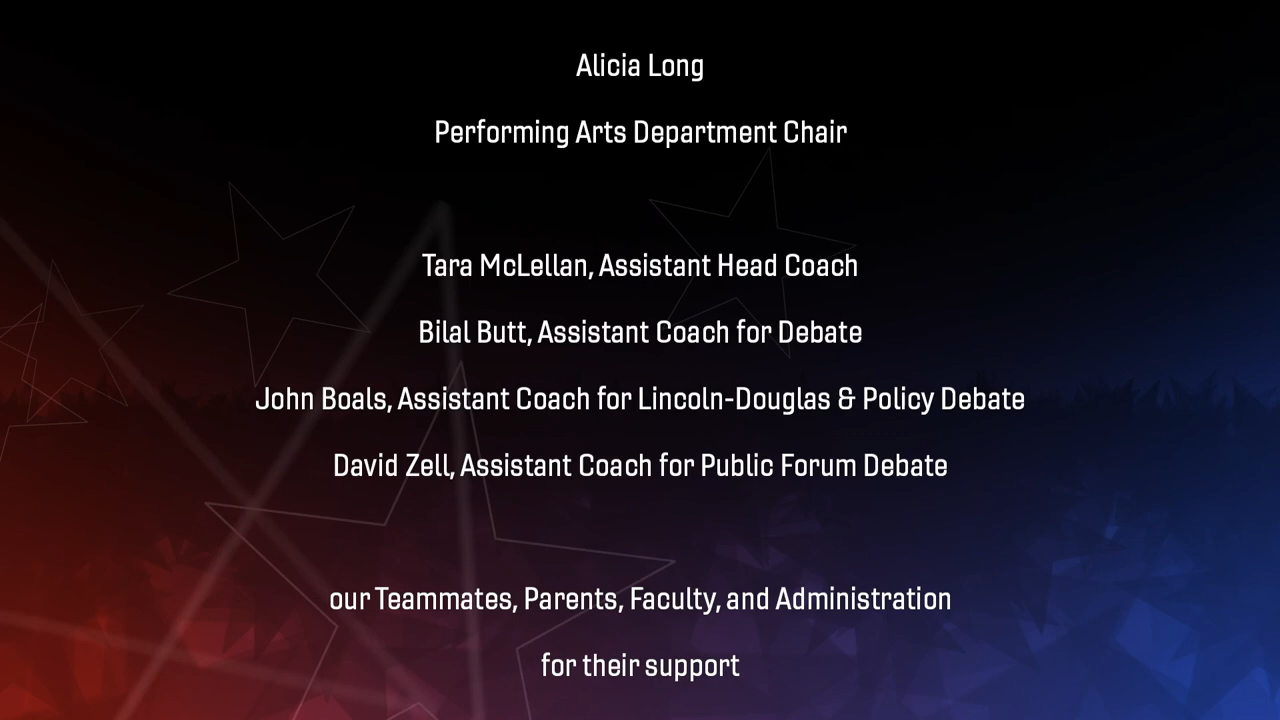 Alicia Long
Performing Arts Department Chair
Tara McLellan, Assistant Head Coach
Bilal Butt, Assistant Coach for Debate
John Boals, Assistant Coach for Lincoln-Douglas & Policy Debate
David Zell, Assistant Coach for Public Forum Debate
our Teammates, Parents, Faculty, and Administration
for their support